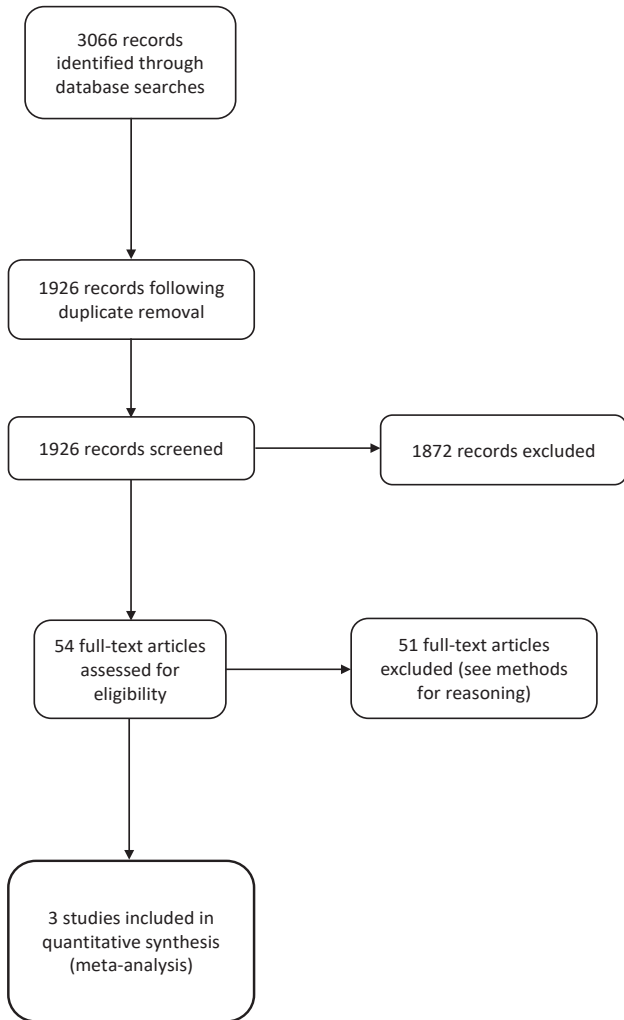 3066 records
identified through
database searches
1926 records following
duplicate removal
1926 records screened
1872 records excluded
54 full-text articles
assessed for
eligibility
51 full-text articles
excluded (see methods
for reasoning)
3 studies included in
quantitative synthesis
(meta-analysis)